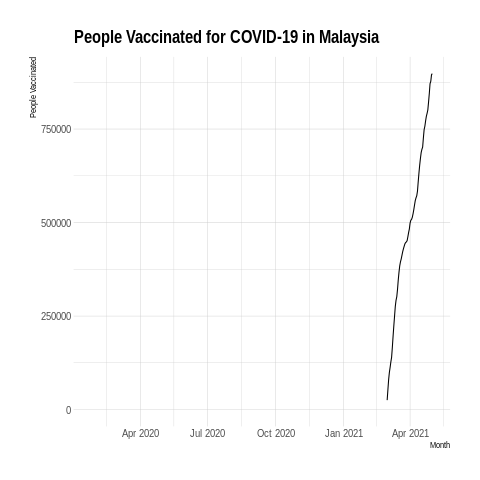 People Vaccinated for COVID-19 in Malaysia
People Vaccinated
750000
500000
250000
0
Apr 2020 Jul 2020 Oct 2020 Jan 2021 Apr 2021
Month